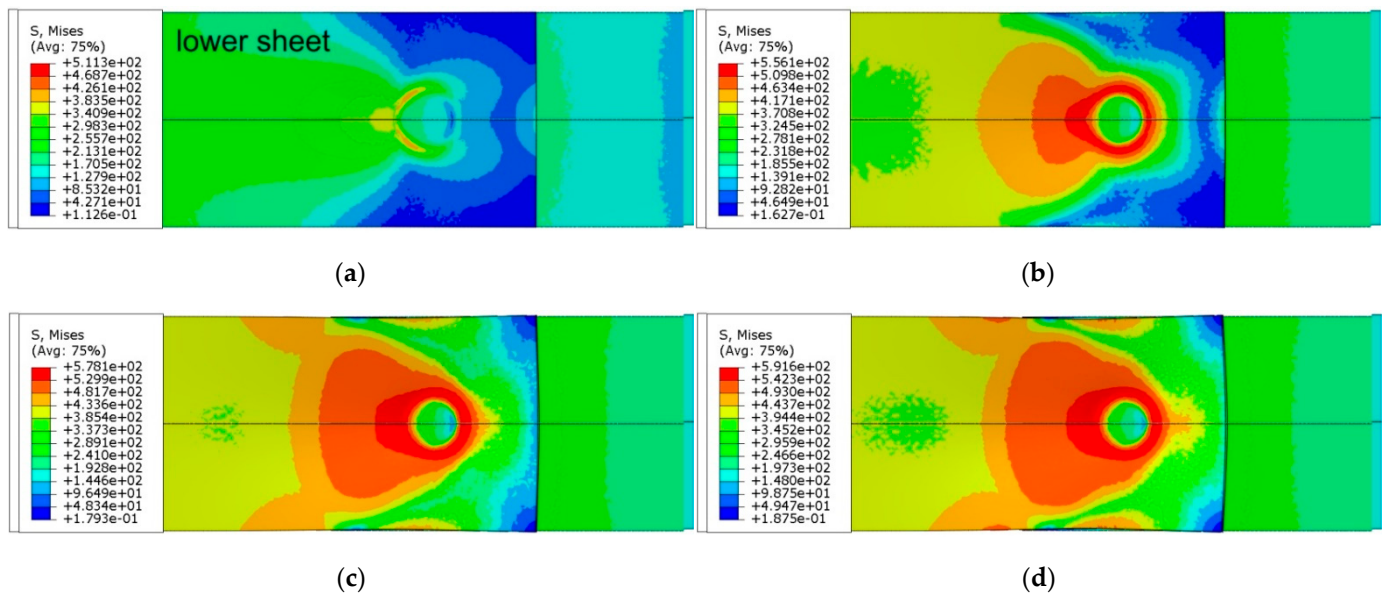 S, Mises
(Avg: 75%)
+5.113e+02
+4.687e+02
+4.261e+02
+3.835e+02
+3.409e+02
+2.983e+02
+2.557e+02
+2.131e+02
+1.705e+02
+1.279e+02
+8.532e+01
+4.271e+01
+1.126e-01
lower sheet
(a)
S, Mises
(Avg: 75%)
+5.561e+02
+5.098e+02
+4.634e+02
+4.171e+02
+3.708e+02
+3.245e+02
+2.781e+02
+2.318e+02
+1.855e+02
+1.391e+02
+9.282e+01
+4.649e+01
+1.627e-01
(b)
S, Mises
(Avg: 75%)
+5.781e+02
+5.299e+02
+4.817e+02
+4.336e+02
+3.854e+02
+3.373e+02
+2.891e+02
+2.410e+02
+1.928e+02
+1.446e+02
+9.649e+01
+4.834e+01
+1.793e-01
(c)
S, Mises
(Avg: 75%)
+5.916e+02
+5.423e+02
+4.930e+02
+4.437e+02
+3.944e+02
+3.452e+02
+2.959e+02
+2.466e+02
+1.973e+02
+1.480e+02
+9.875e+01
+4.947e+01
+1.875e-01
(d)